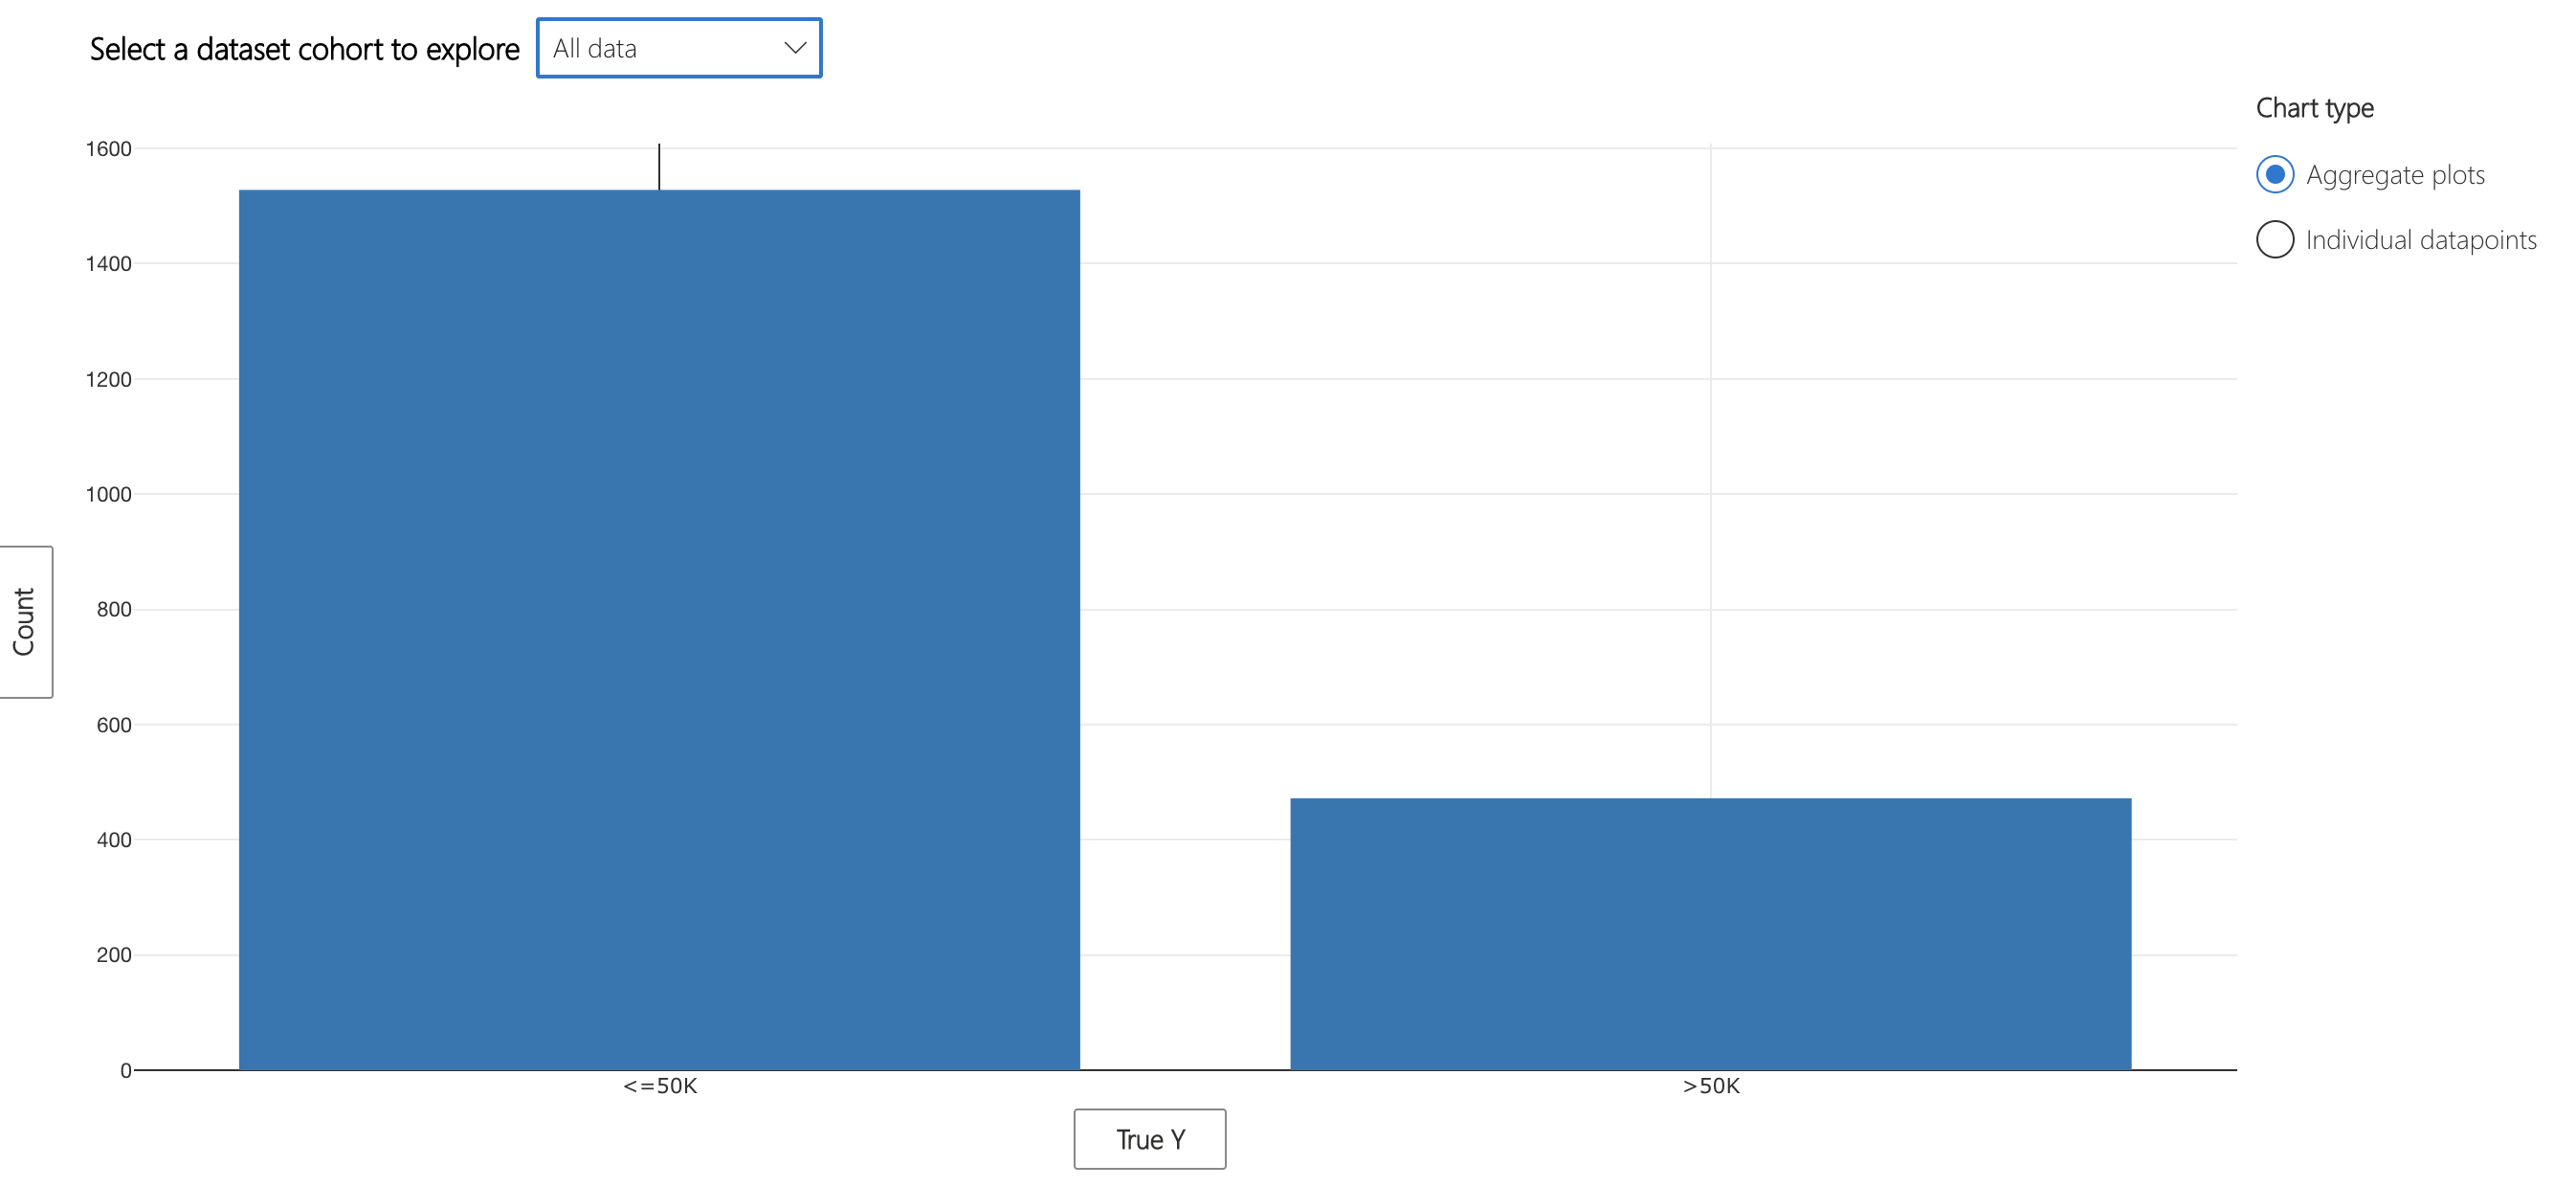 Select a dataset cohort to explore
All data
Chart type
Aggregate plots
Individual datapoints
1600
1400
1200
1000
800
600
400
200
0
Count
<=50K
>50K
True Y